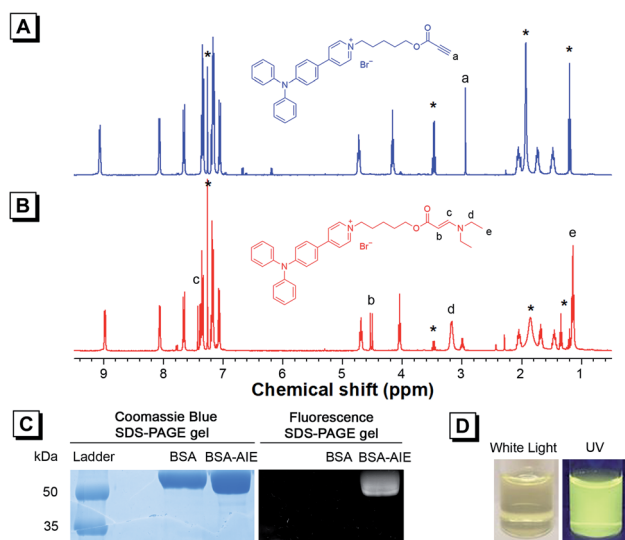 A
*
N
N⁺
Br⁻
O
O
a
*
a
*
*
B
*
N
N⁺
Br⁻
O
O
b
c
N
d
e
c
b
*
d
*
*
e
9 8 7 6 5 4 3 2 1
Chemical shift (ppm)
C
Coomassie Blue
SDS-PAGE gel
Fluorescence
SDS-PAGE gel
kDa Ladder BSA BSA-AIE BSA BSA-AIE
50
35
D
White Light UV